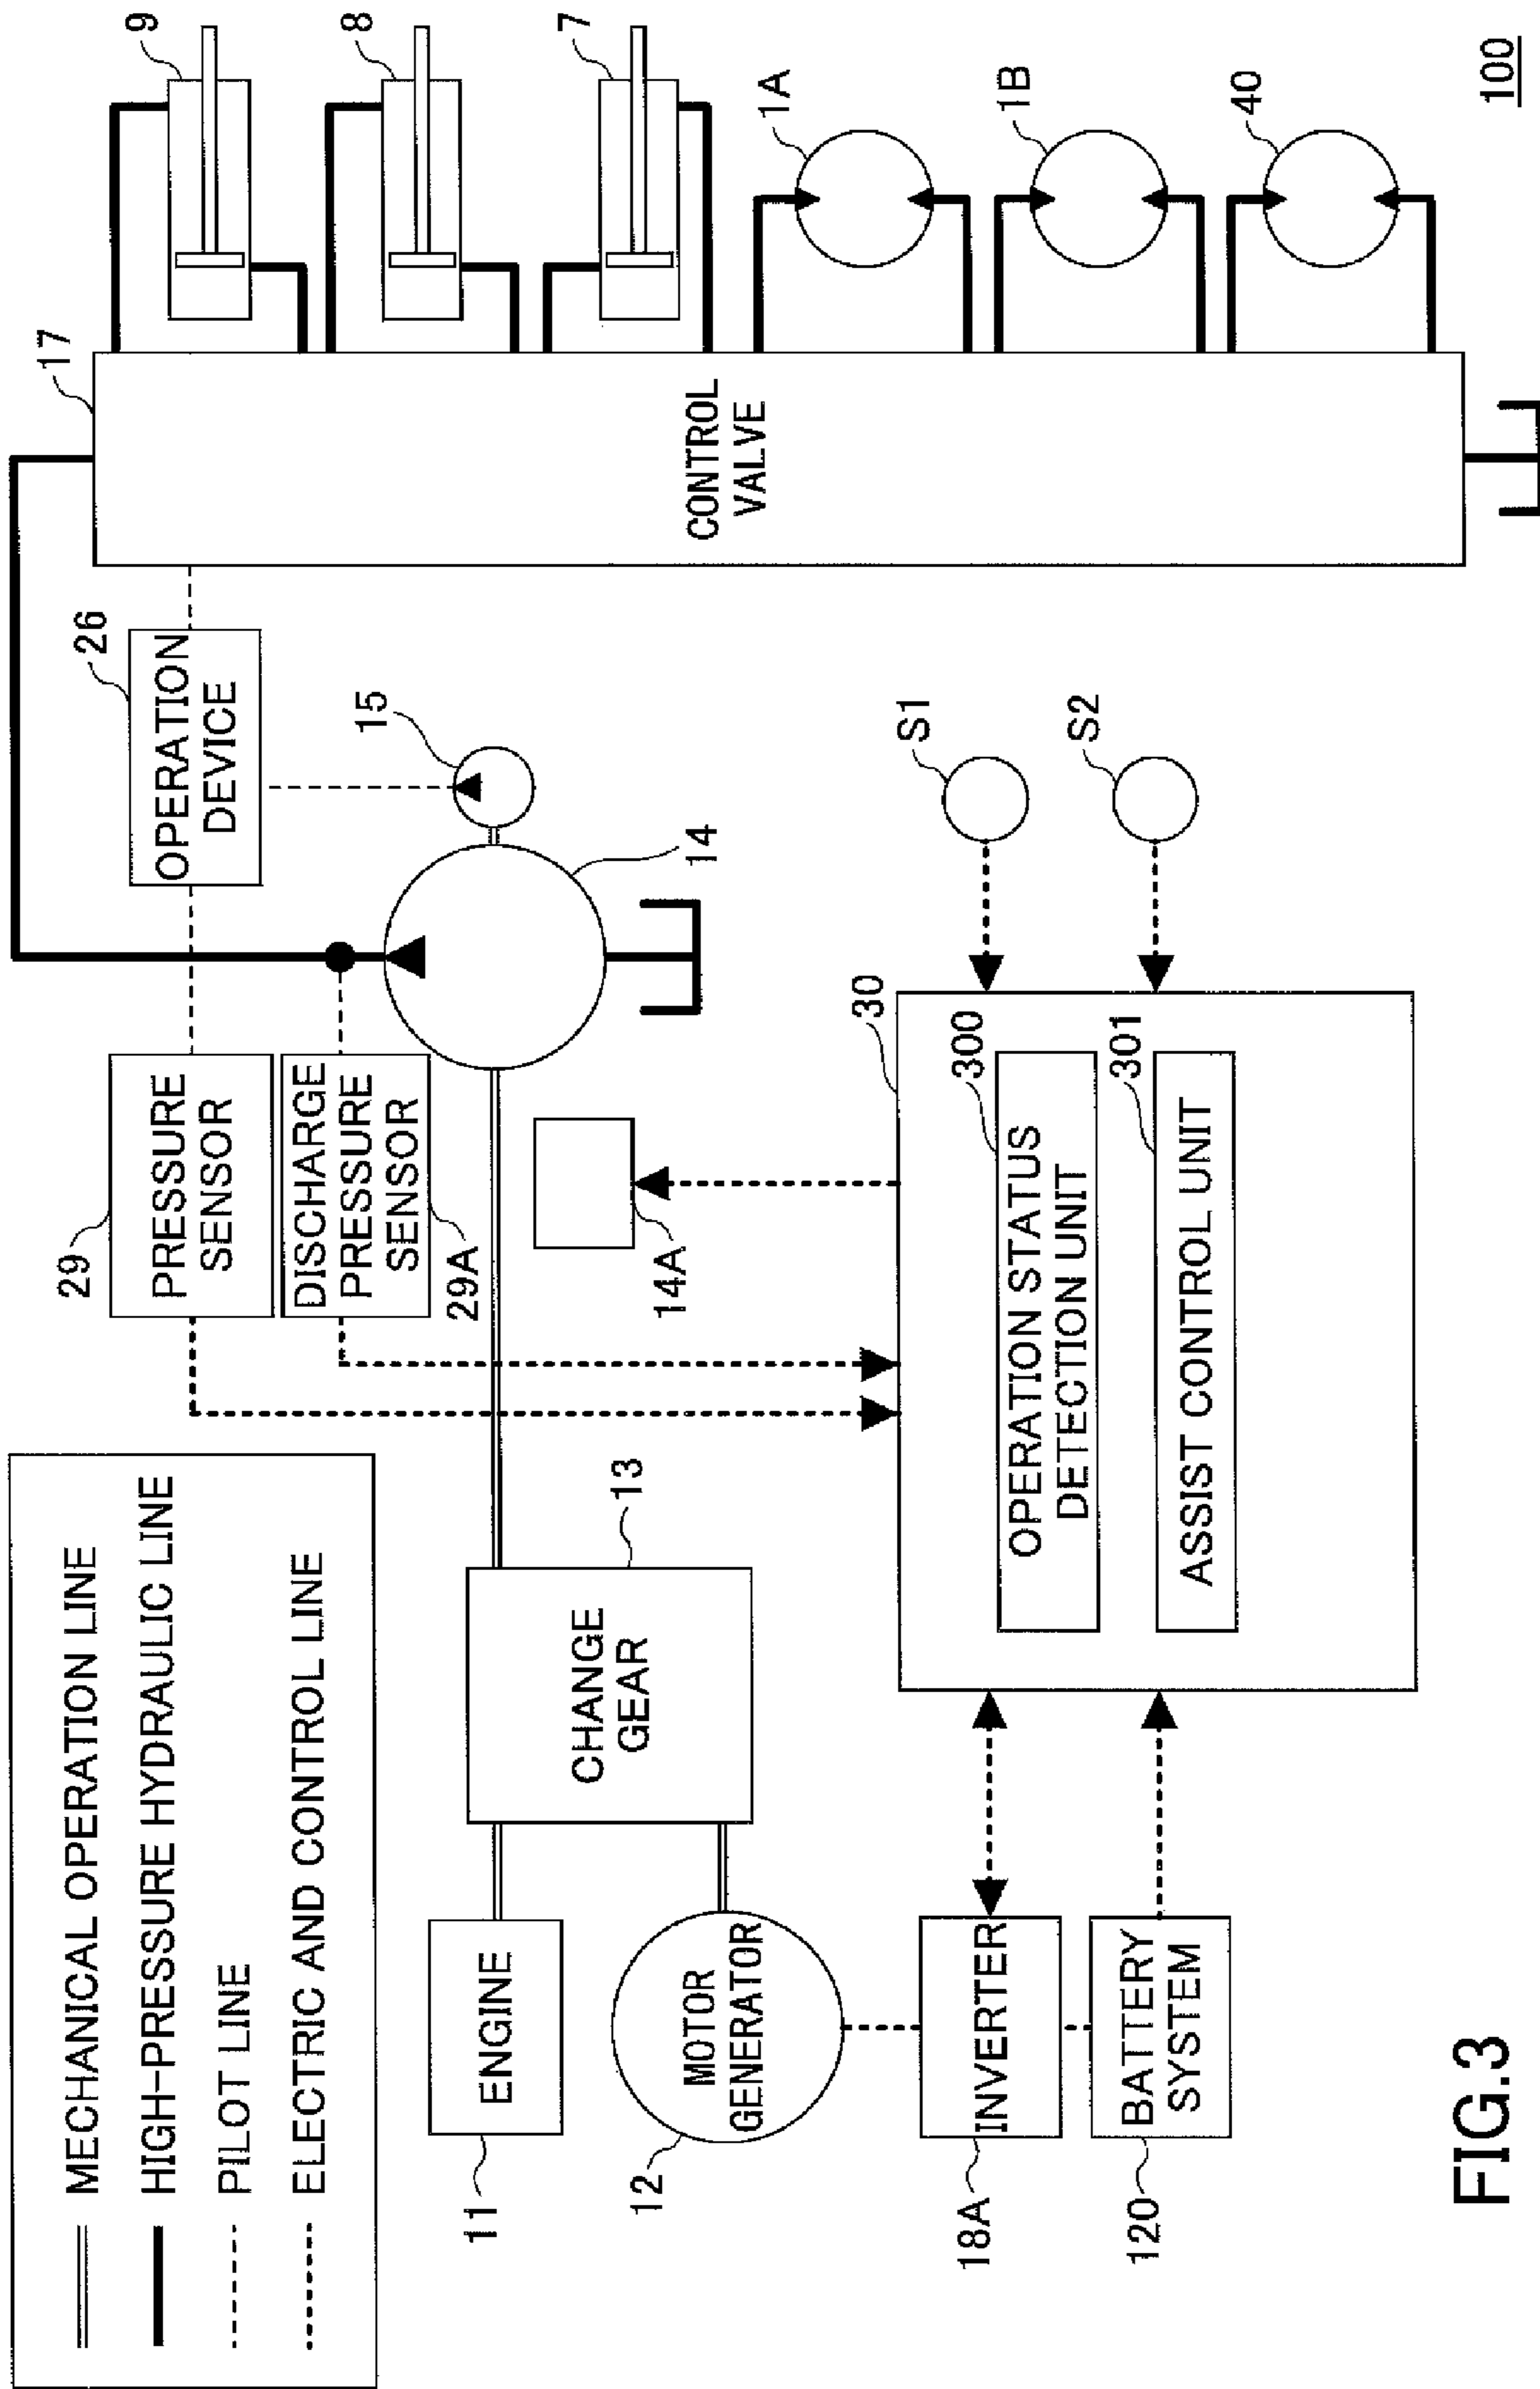 MECHANICAL OPERATION LINE
HIGH-PRESSURE HYDRAULIC LINE
PILOT LINE
ELECTRIC AND CONTROL LINE
29
PRESSURE
SENSOR
DISCHARGE
PRESSURE
SENSOR
29A
26
OPERATION
DEVICE
15
14
14A
17
CONTROL
VALVE
9
8
7
1A
1B
40
11
ENGINE
12
MOTOR
GENERATOR
CHANGE
GEAR
13
18A
INVERTER
120
BATTERY
SYSTEM
30
300
OPERATION STATUS
DETECTION UNIT
301
ASSIST CONTROL UNIT
S1
S2
100
FIG.3